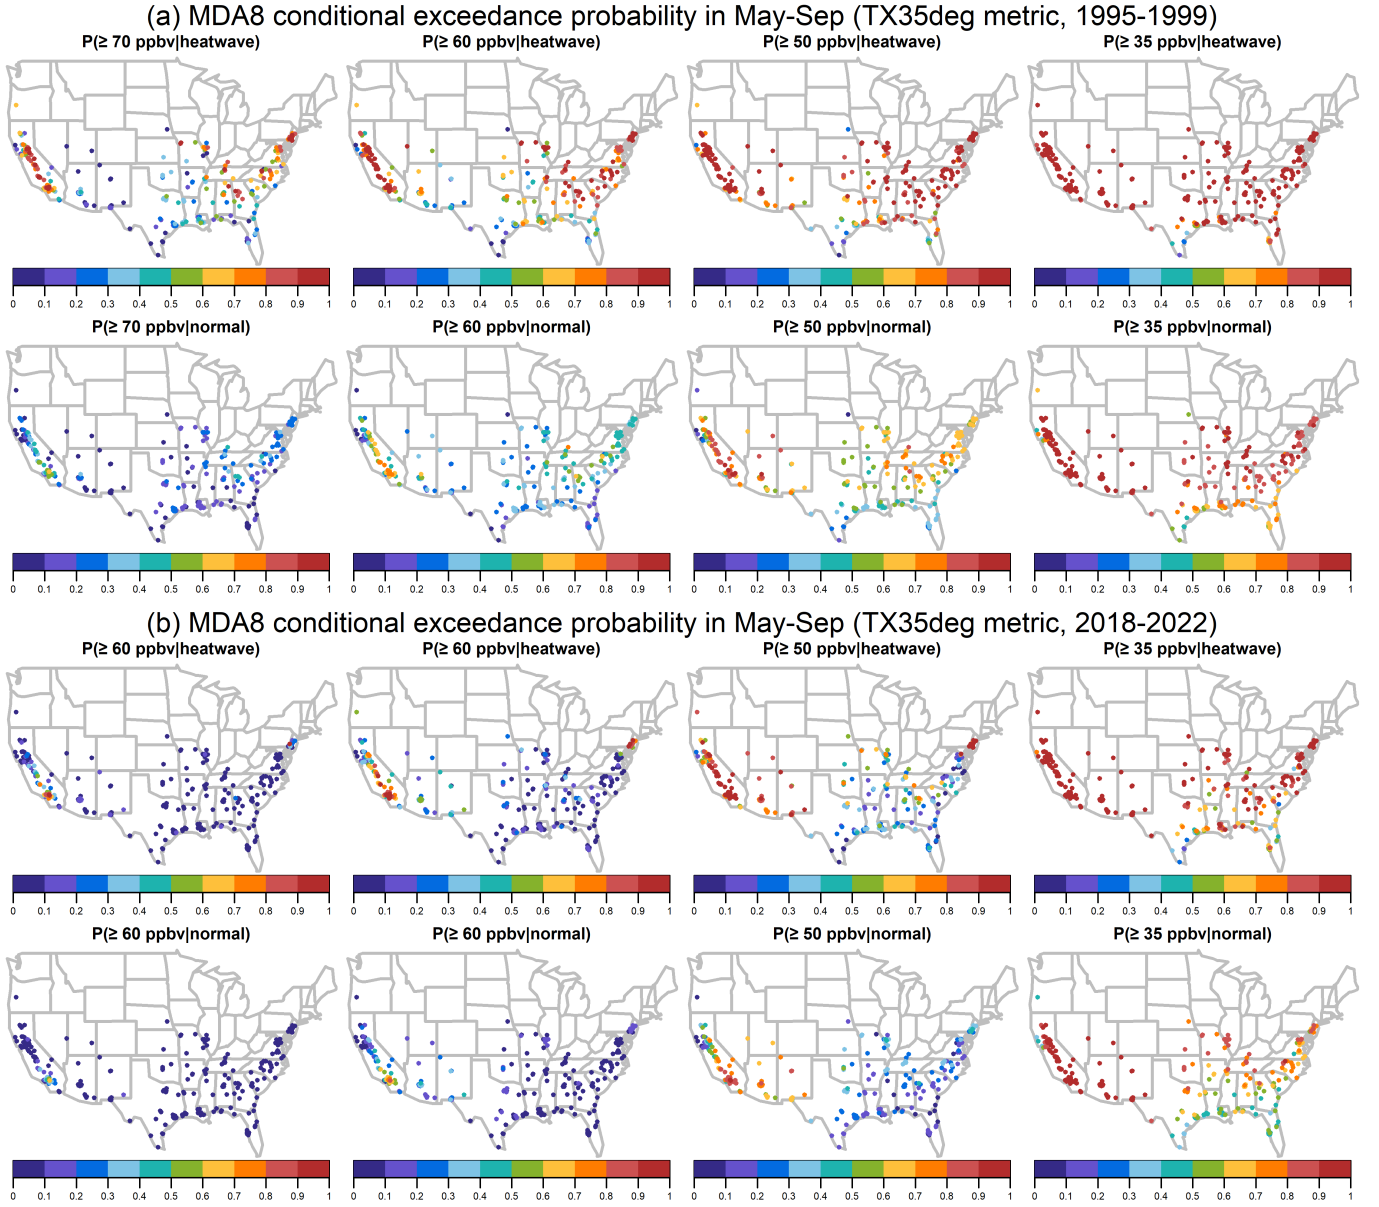 (a) MDA8 conditional exceedance probability in May-Sep (TX35deg metric, 1995-1999)
P(≥ 70 ppbv|heatwave) P(≥ 60 ppbv|heatwave) P(≥ 50 ppbv|heatwave) P(≥ 35 ppbv|heatwave)
0 0.1 0.2 0.3 0.4 0.5 0.6 0.7 0.8 0.9 1 0 0.1 0.2 0.3 0.4 0.5 0.6 0.7 0.8 0.9 1 0 0.1 0.2 0.3 0.4 0.5 0.6 0.7 0.8 0.9 1 0 0.1 0.2 0.3 0.4 0.5 0.6 0.7 0.8 0.9 1
P(≥ 70 ppbv|normal) P(≥ 60 ppbv|normal) P(≥ 50 ppbv|normal) P(≥ 35 ppbv|normal)
0 0.1 0.2 0.3 0.4 0.5 0.6 0.7 0.8 0.9 1 0 0.1 0.2 0.3 0.4 0.5 0.6 0.7 0.8 0.9 1 0 0.1 0.2 0.3 0.4 0.5 0.6 0.7 0.8 0.9 1 0 0.1 0.2 0.3 0.4 0.5 0.6 0.7 0.8 0.9 1
(b) MDA8 conditional exceedance probability in May-Sep (TX35deg metric, 2018-2022)
P(≥ 60 ppbv|heatwave) P(≥ 60 ppbv|heatwave) P(≥ 50 ppbv|heatwave) P(≥ 35 ppbv|heatwave)
0 0.1 0.2 0.3 0.4 0.5 0.6 0.7 0.8 0.9 1 0 0.1 0.2 0.3 0.4 0.5 0.6 0.7 0.8 0.9 1 0 0.1 0.2 0.3 0.4 0.5 0.6 0.7 0.8 0.9 1 0 0.1 0.2 0.3 0.4 0.5 0.6 0.7 0.8 0.9 1
P(≥ 60 ppbv|normal) P(≥ 60 ppbv|normal) P(≥ 50 ppbv|normal) P(≥ 35 ppbv|normal)
0 0.1 0.2 0.3 0.4 0.5 0.6 0.7 0.8 0.9 1 0 0.1 0.2 0.3 0.4 0.5 0.6 0.7 0.8 0.9 1 0 0.1 0.2 0.3 0.4 0.5 0.6 0.7 0.8 0.9 1 0 0.1 0.2 0.3 0.4 0.5 0.6 0.7 0.8 0.9 1